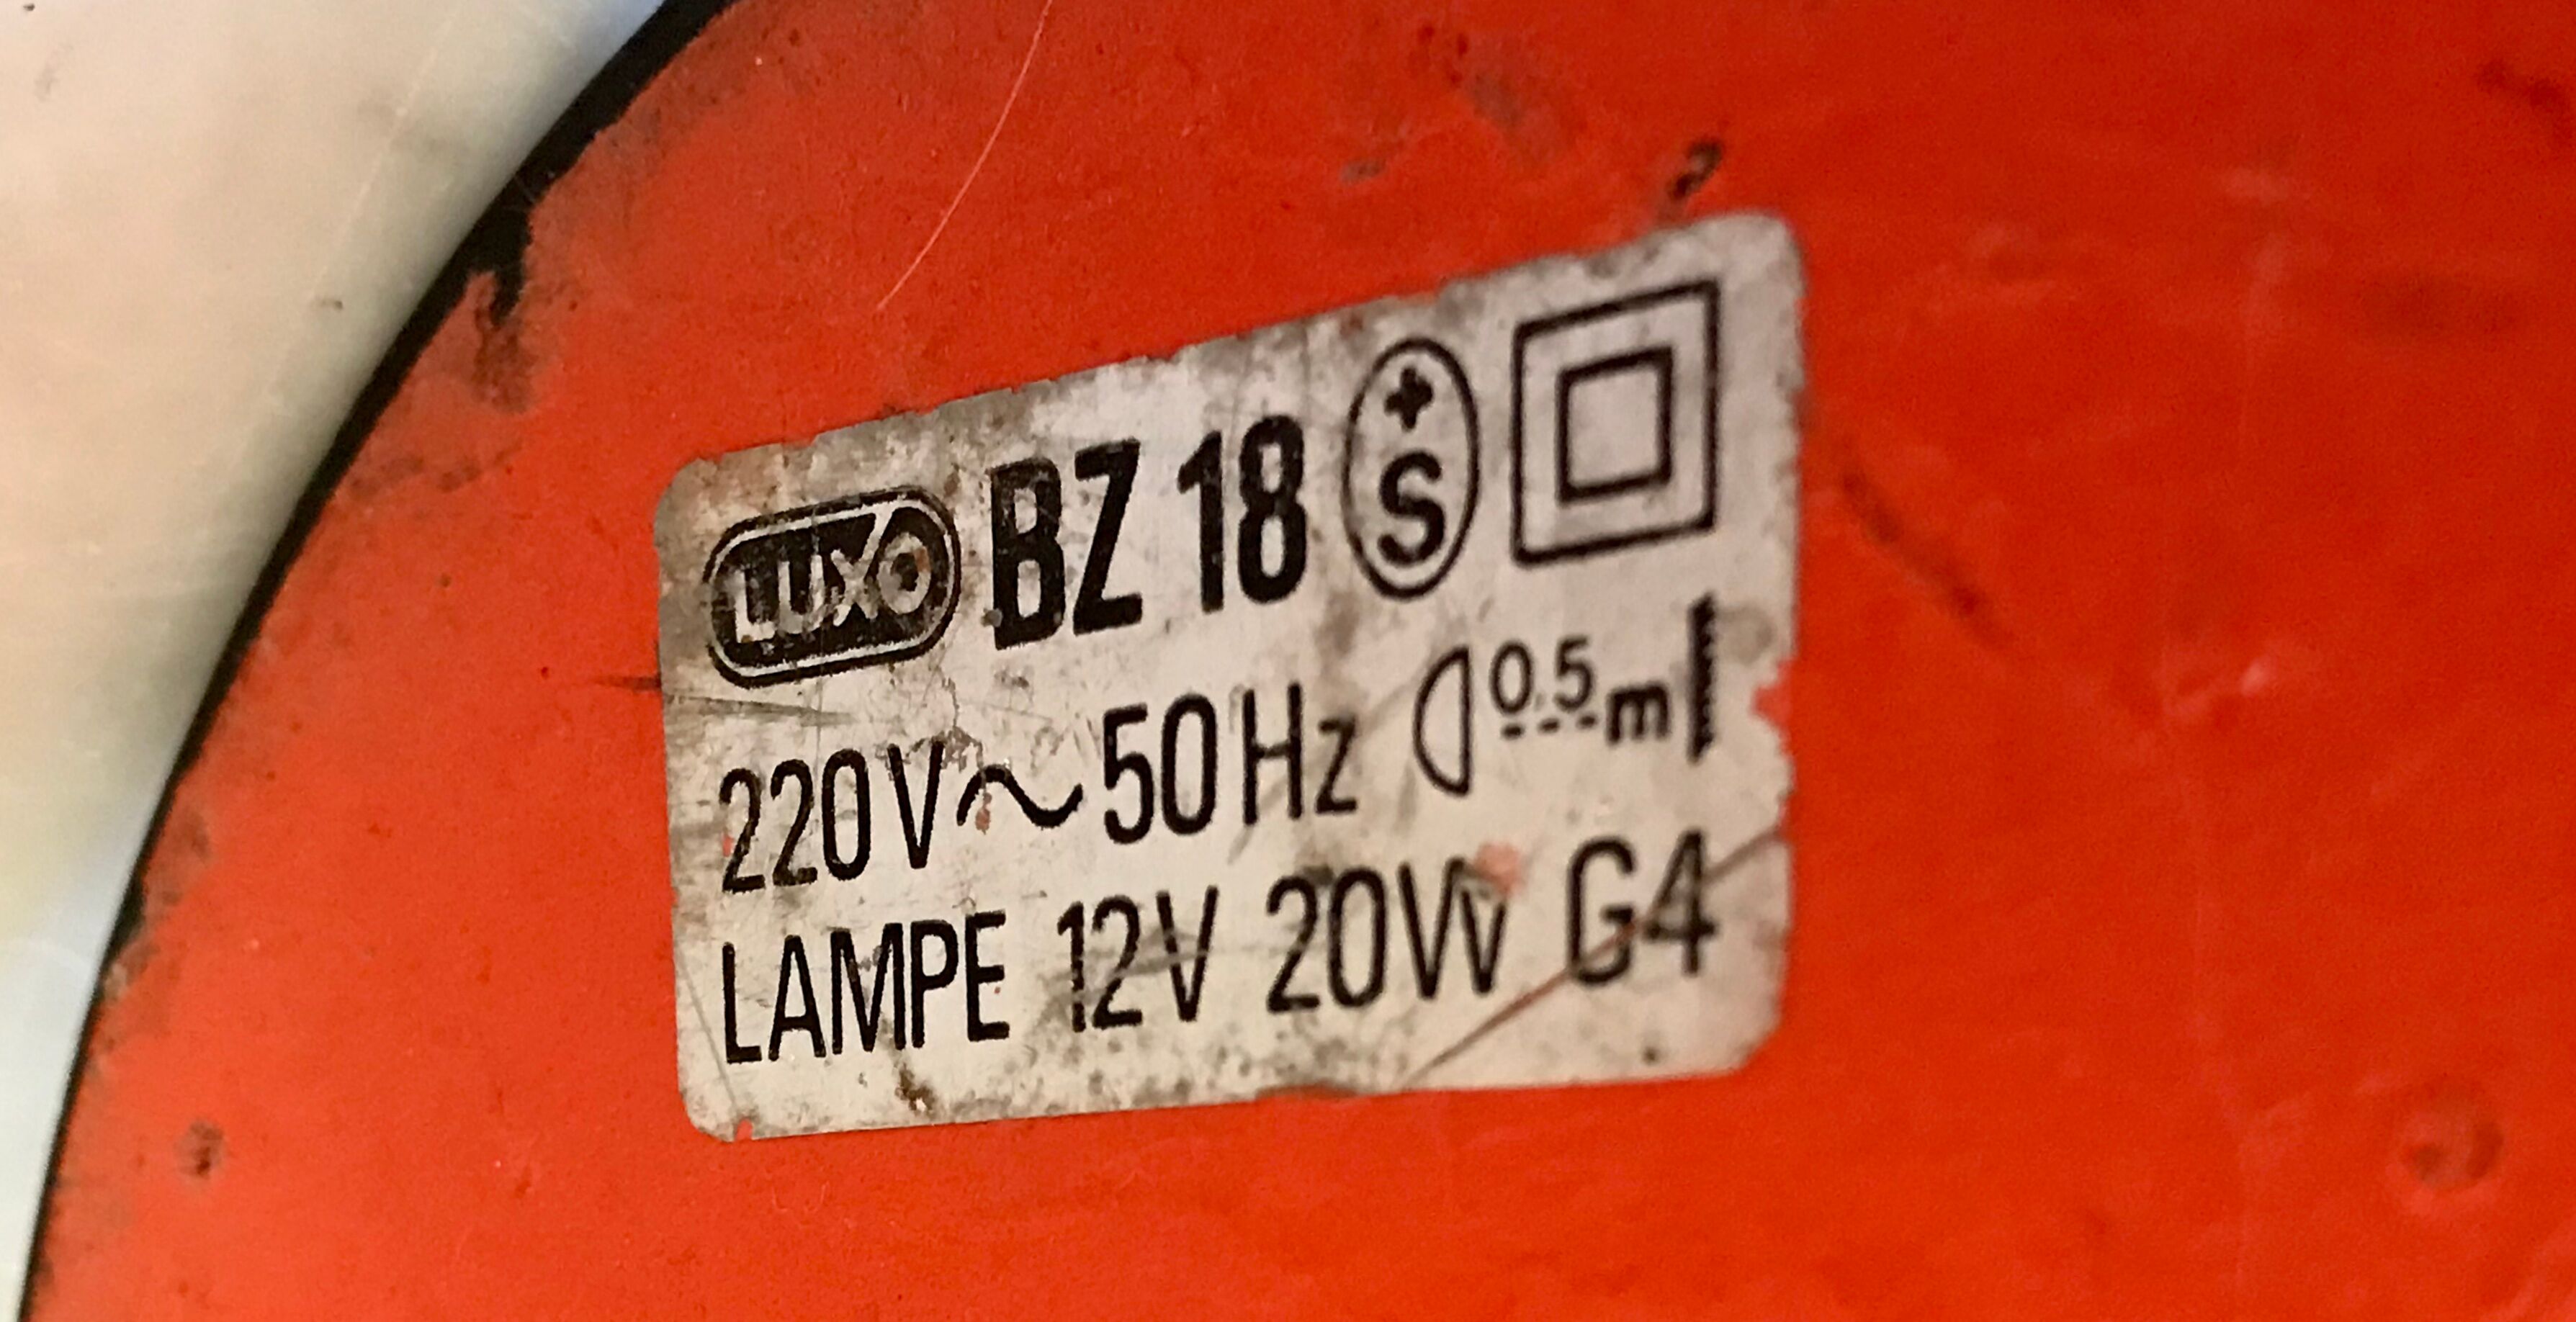 LUXO BZ 18 +S
220V~50Hz 0.5m
LAMPE 12V 20W G4